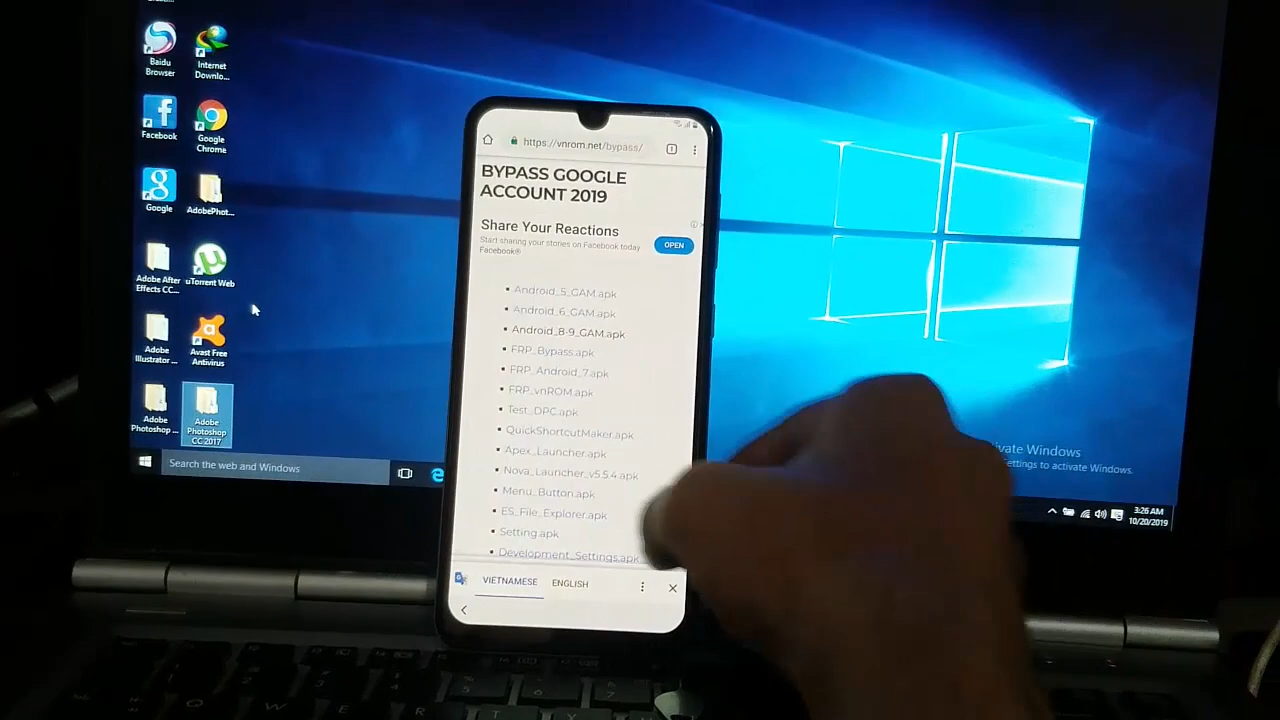 Baidu
Browser
Internet
Downlo...
Facebook
Google
Chrome
Google
AdobePhot...
Adobe After
Effects CC...
uTorrent Web
Adobe
Illustrator ...
Avast Free
Antivirus
Adobe
Photoshop ...
Adobe
Photoshop
CC 2017
Search the web and Windows
https://vnrom.net/bypass/
BYPASS GOOGLE
ACCOUNT 2019
Share Your Reactions
Start sharing your stories on Facebook today
Facebook®
OPEN
Android_5_GAM.apk
Android_6_GAM.apk
Android_8-9_GAM.apk
FRP_Bypass.apk
FRP_Android_7.apk
FRP_vnROM.apk
Test_DPC.apk
QuickShortcutMaker.apk
Apex_Launcher.apk
Nova_Launcher_v5.5.4.apk
Menu_Button.apk
ES_File_Explorer.apk
Setting.apk
Development_Settings.apk
VIETNAMESE
ENGLISH
ivate Windows
ettings to activate Windows.
3:26 AM
10/20/2019